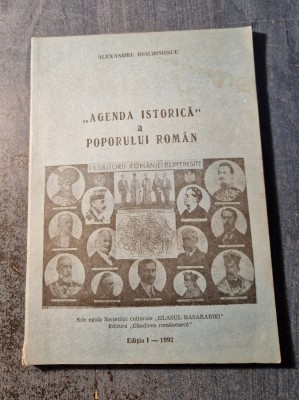 ALEXANDRU IOACHIMESCU
„AGENDA ISTORICĂ“
a
POPORULUI ROMÂN
FĂURITORII ROMÂNIEI ÎNTREGITE
Sub egida Societății culturale „GLASUL BASARABIEI“
Editura „Gândirea românească“
Ediția I — 1992